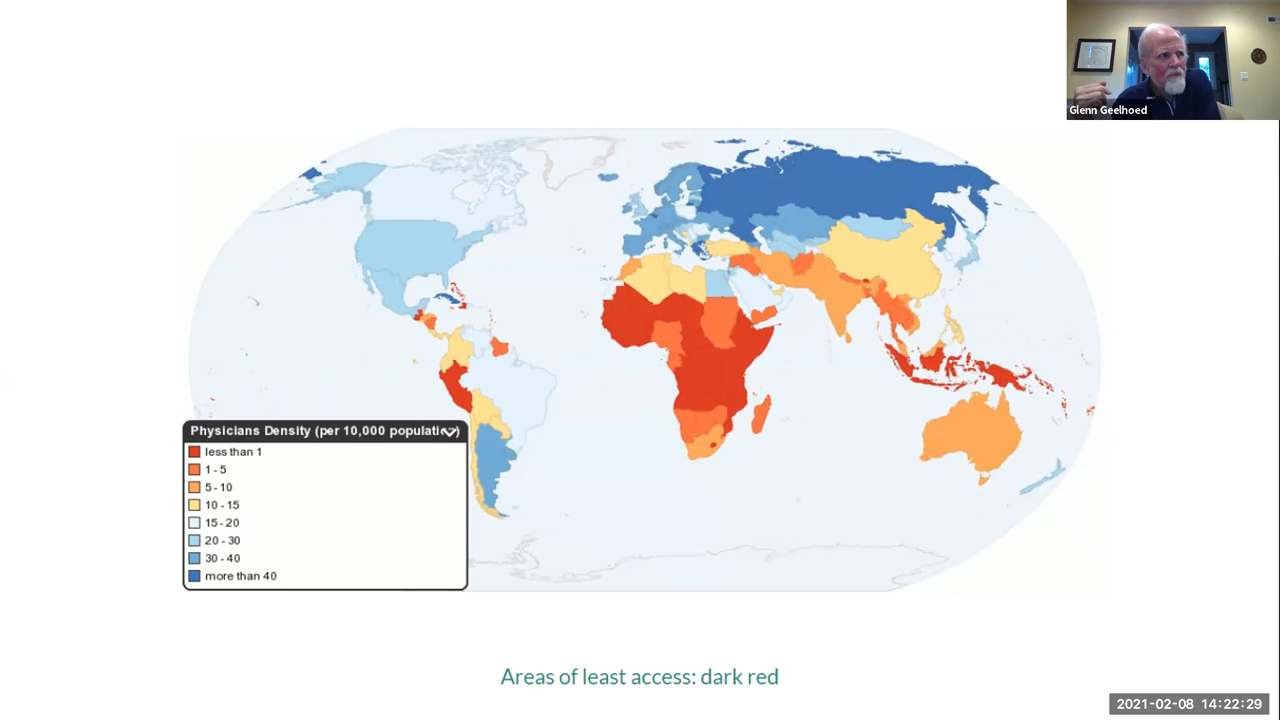 Glenn Geelhoed
Physicians Density (per 10,000 population)
less than 1
1 - 5
5 - 10
10 - 15
15 - 20
20 - 30
30 - 40
more than 40
Areas of least access: dark red
2021-02-08 14:22:29